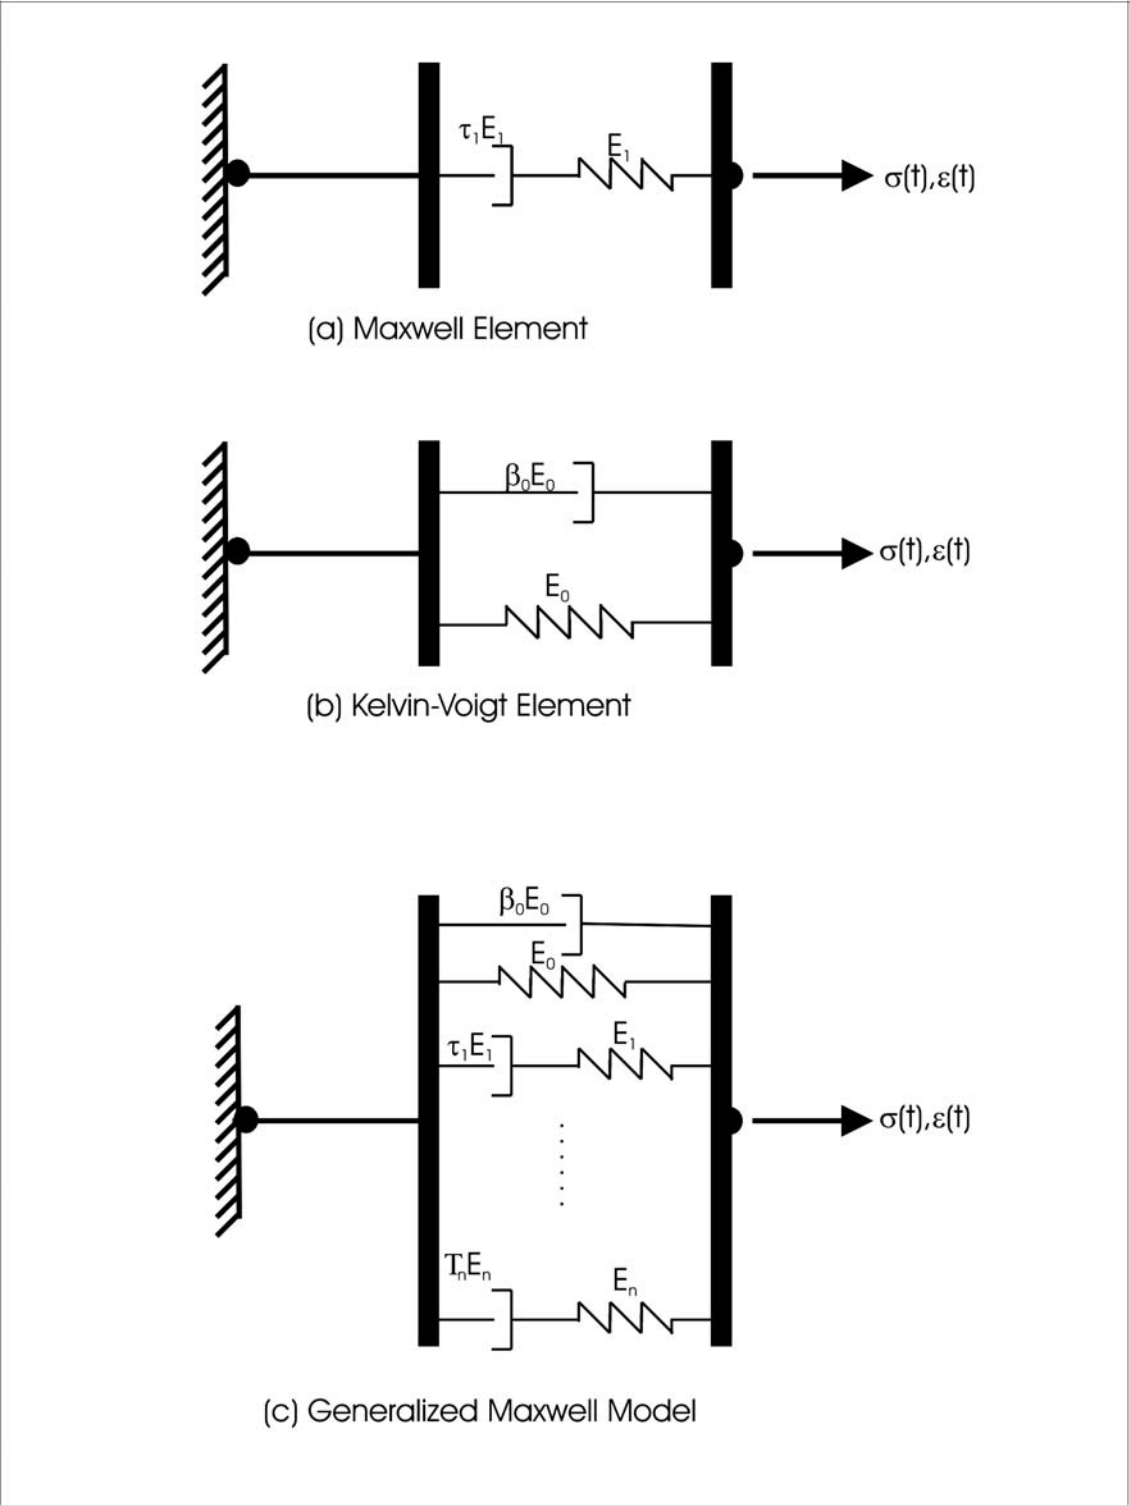 τ₁E₁
E₁
σ(t),ε(t)
(a) Maxwell Element
β₀E₀
σ(t),ε(t)
E₀
(b) Kelvin-Voigt Element
β₀E₀
E₀
τ₁E₁
E₁
σ(t),ε(t)
TₙEₙ
Eₙ
(c) Generalized Maxwell Model